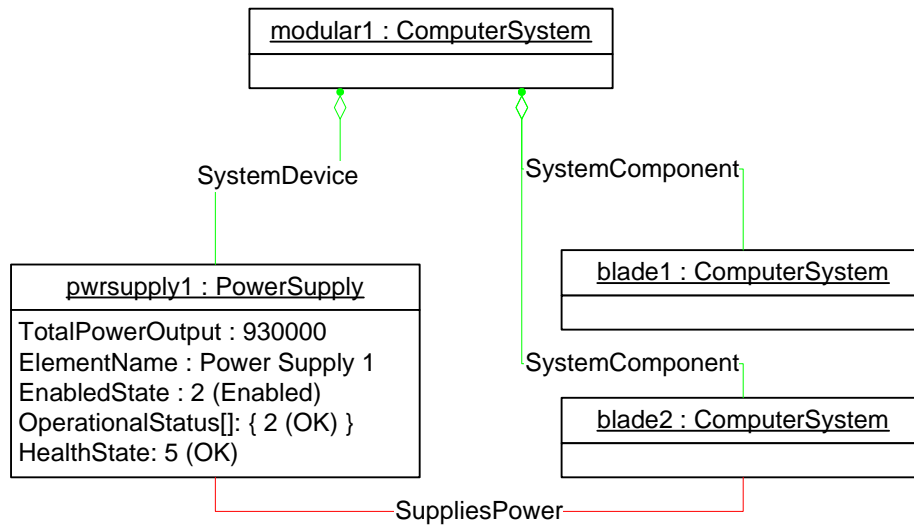 modular1 : ComputerSystem
SystemDevice
SystemComponent
pwrsupply1 : PowerSupply
TotalPowerOutput : 930000
ElementName : Power Supply 1
EnabledState : 2 (Enabled)
OperationalStatus[]: { 2 (OK) }
HealthState: 5 (OK)
blade1 : ComputerSystem
SystemComponent
blade2 : ComputerSystem
SuppliesPower